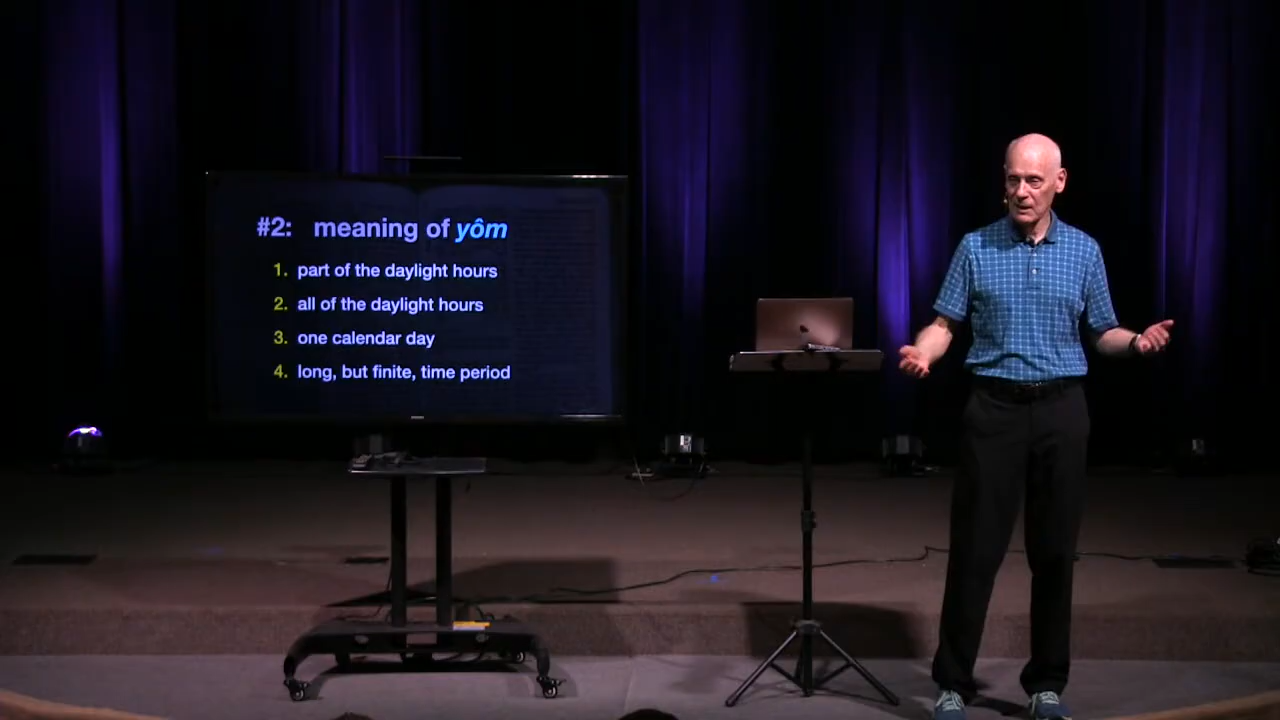 #2: meaning of yôm
1. part of the daylight hours
2. all of the daylight hours
3. one calendar day
4. long, but finite, time period